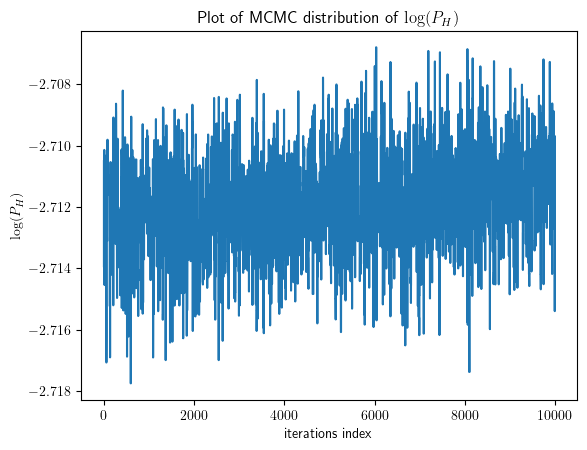 Plot of MCMC distribution of log(P_H)
−2.708
−2.710
−2.712
−2.714
−2.716
−2.718
log(P_H)
0 2000 4000 6000 8000 10000
iterations index